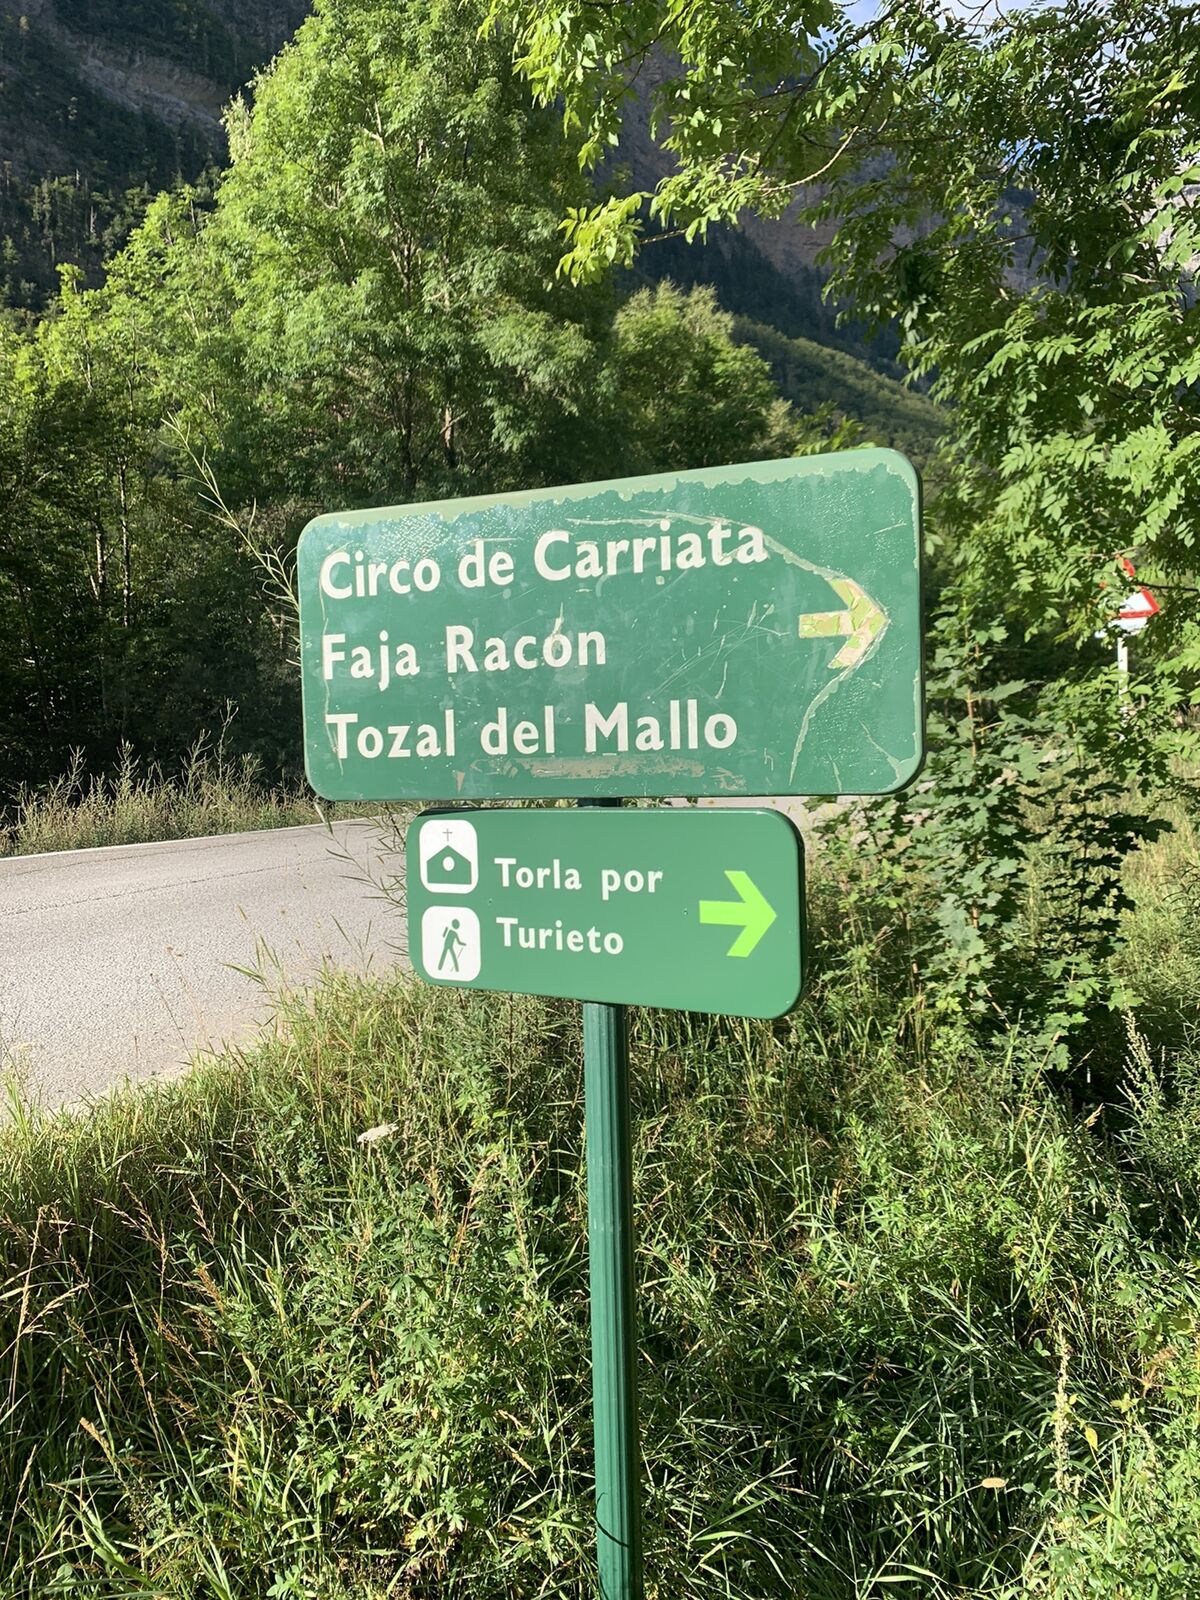 Circo de Carriata
Faja Racón
Tozal del Mallo
Torla por
Turieto